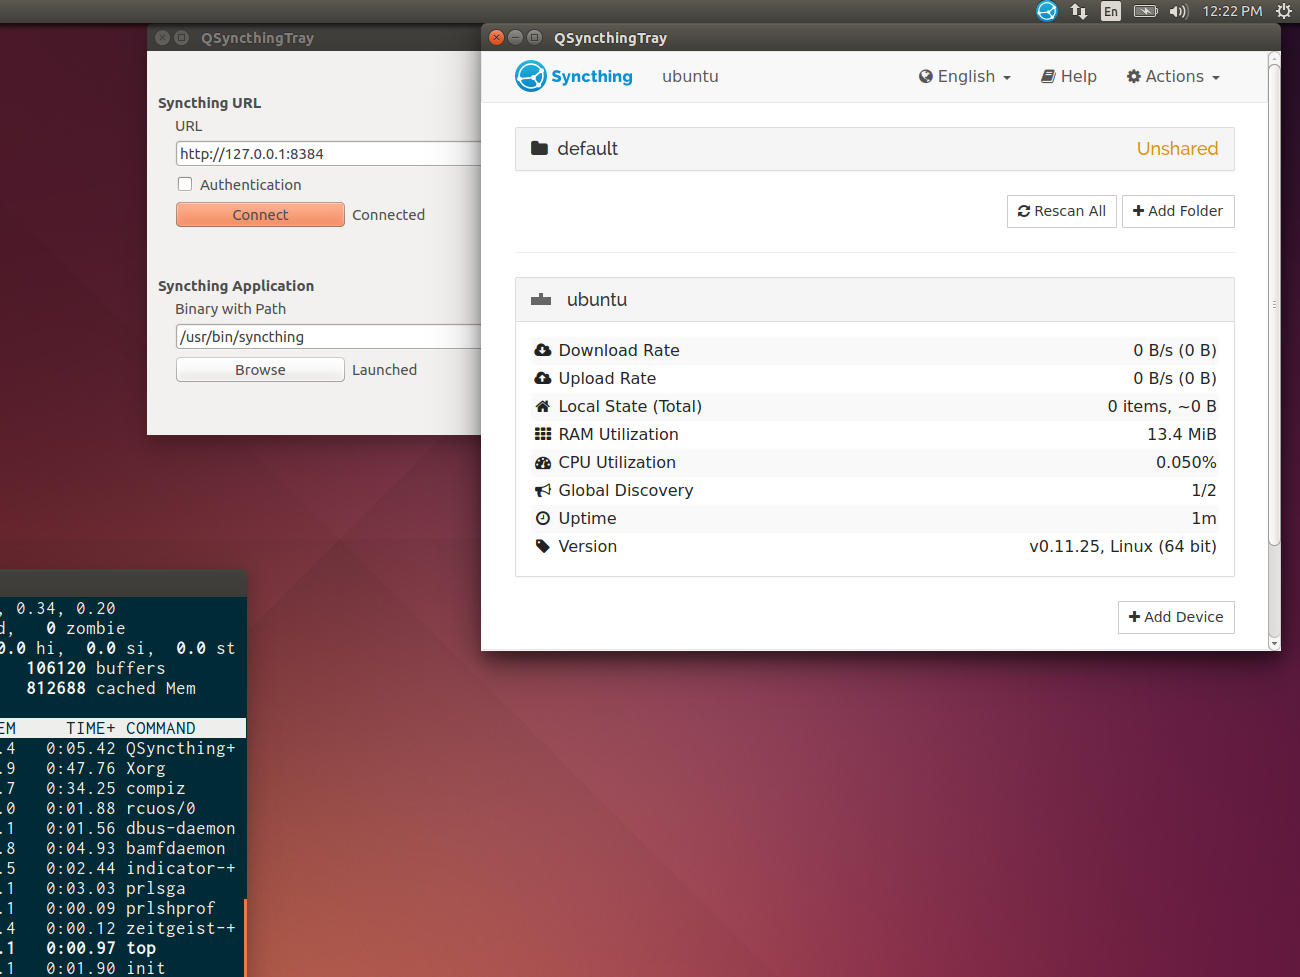 En 12:22 PM
QSyncthingTray
Syncthing URL
URL
http://127.0.0.1:8384
Authentication
Connect Connected
Syncthing Application
Binary with Path
/usr/bin/syncthing
Browse Launched
QSyncthingTray
Syncthing ubuntu English Help Actions
default Unshared
Rescan All Add Folder
ubuntu
Download Rate 0 B/s (0 B)
Upload Rate 0 B/s (0 B)
Local State (Total) 0 items, ~0 B
RAM Utilization 13.4 MiB
CPU Utilization 0.050%
Global Discovery 1/2
Uptime 1m
Version v0.11.25, Linux (64 bit)
Add Device
, 0.34, 0.20
d, 0 zombie
0.0 hi, 0.0 si, 0.0 st
106120 buffers
812688 cached Mem
EM TIME+ COMMAND
.4 0:05.42 QSyncthing+
.9 0:47.76 Xorg
.7 0:34.25 compiz
.0 0:01.88 rcuos/0
.1 0:01.56 dbus-daemon
.8 0:04.93 bamfdaemon
.5 0:02.44 indicator-+
.1 0:03.03 prlsga
.1 0:00.09 prlshprof
.4 0:00.12 zeitgeist-+
.1 0:00.97 top
.1 0:01.90 init